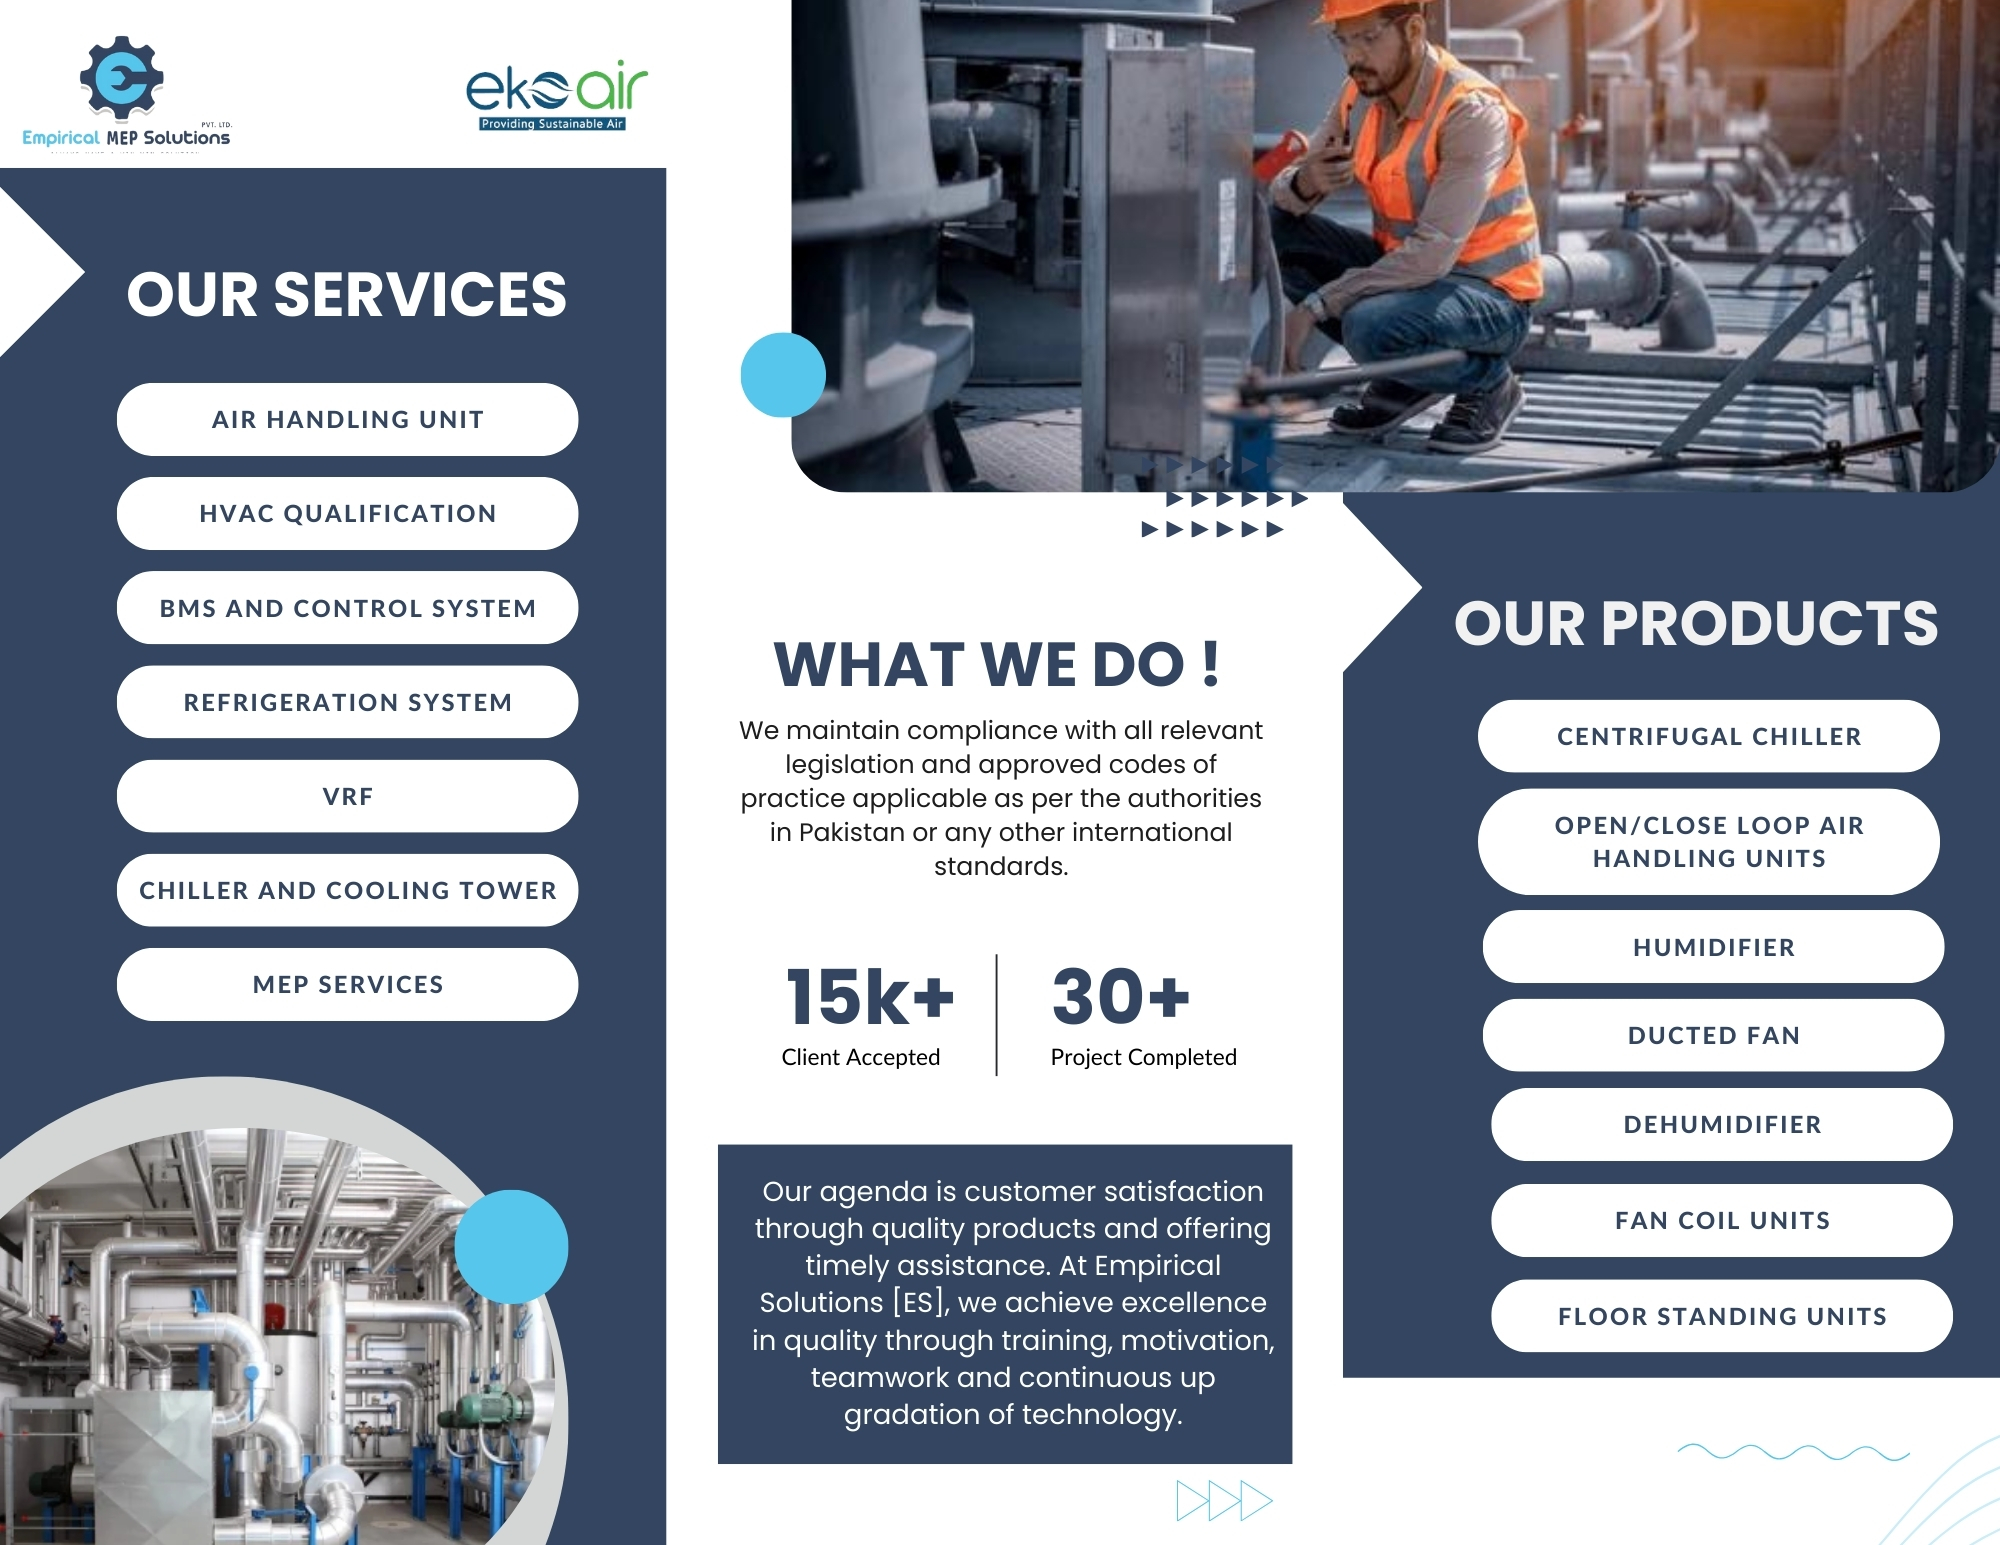 PVT. LTD.
Empirical MEP Solutions
ekoair
Providing Sustainable Air
OUR SERVICES
AIR HANDLING UNIT
HVAC QUALIFICATION
BMS AND CONTROL SYSTEM
REFRIGERATION SYSTEM
VRF
CHILLER AND COOLING TOWER
MEP SERVICES
WHAT WE DO !
We maintain compliance with all relevant
legislation and approved codes of
practice applicable as per the authorities
in Pakistan or any other international
standards.
15k+
Client Accepted
30+
Project Completed
Our agenda is customer satisfaction
through quality products and offering
timely assistance. At Empirical
Solutions [ES], we achieve excellence
in quality through training, motivation,
teamwork and continuous up
gradation of technology.
OUR PRODUCTS
CENTRIFUGAL CHILLER
OPEN/CLOSE LOOP AIR
HANDLING UNITS
HUMIDIFIER
DUCTED FAN
DEHUMIDIFIER
FAN COIL UNITS
FLOOR STANDING UNITS